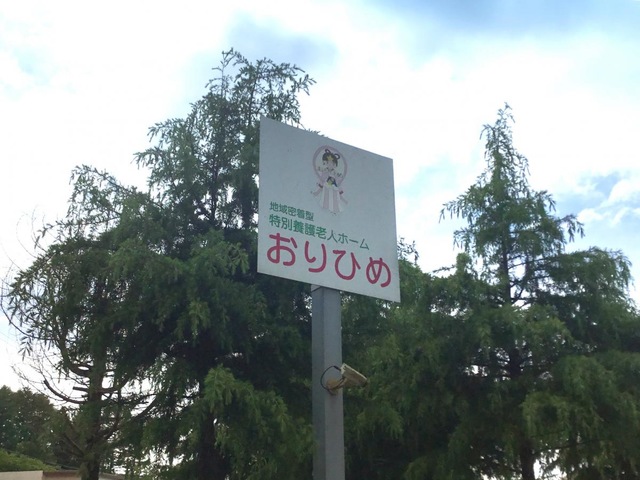 地域密着型
特別養護老人ホーム
おりひめ